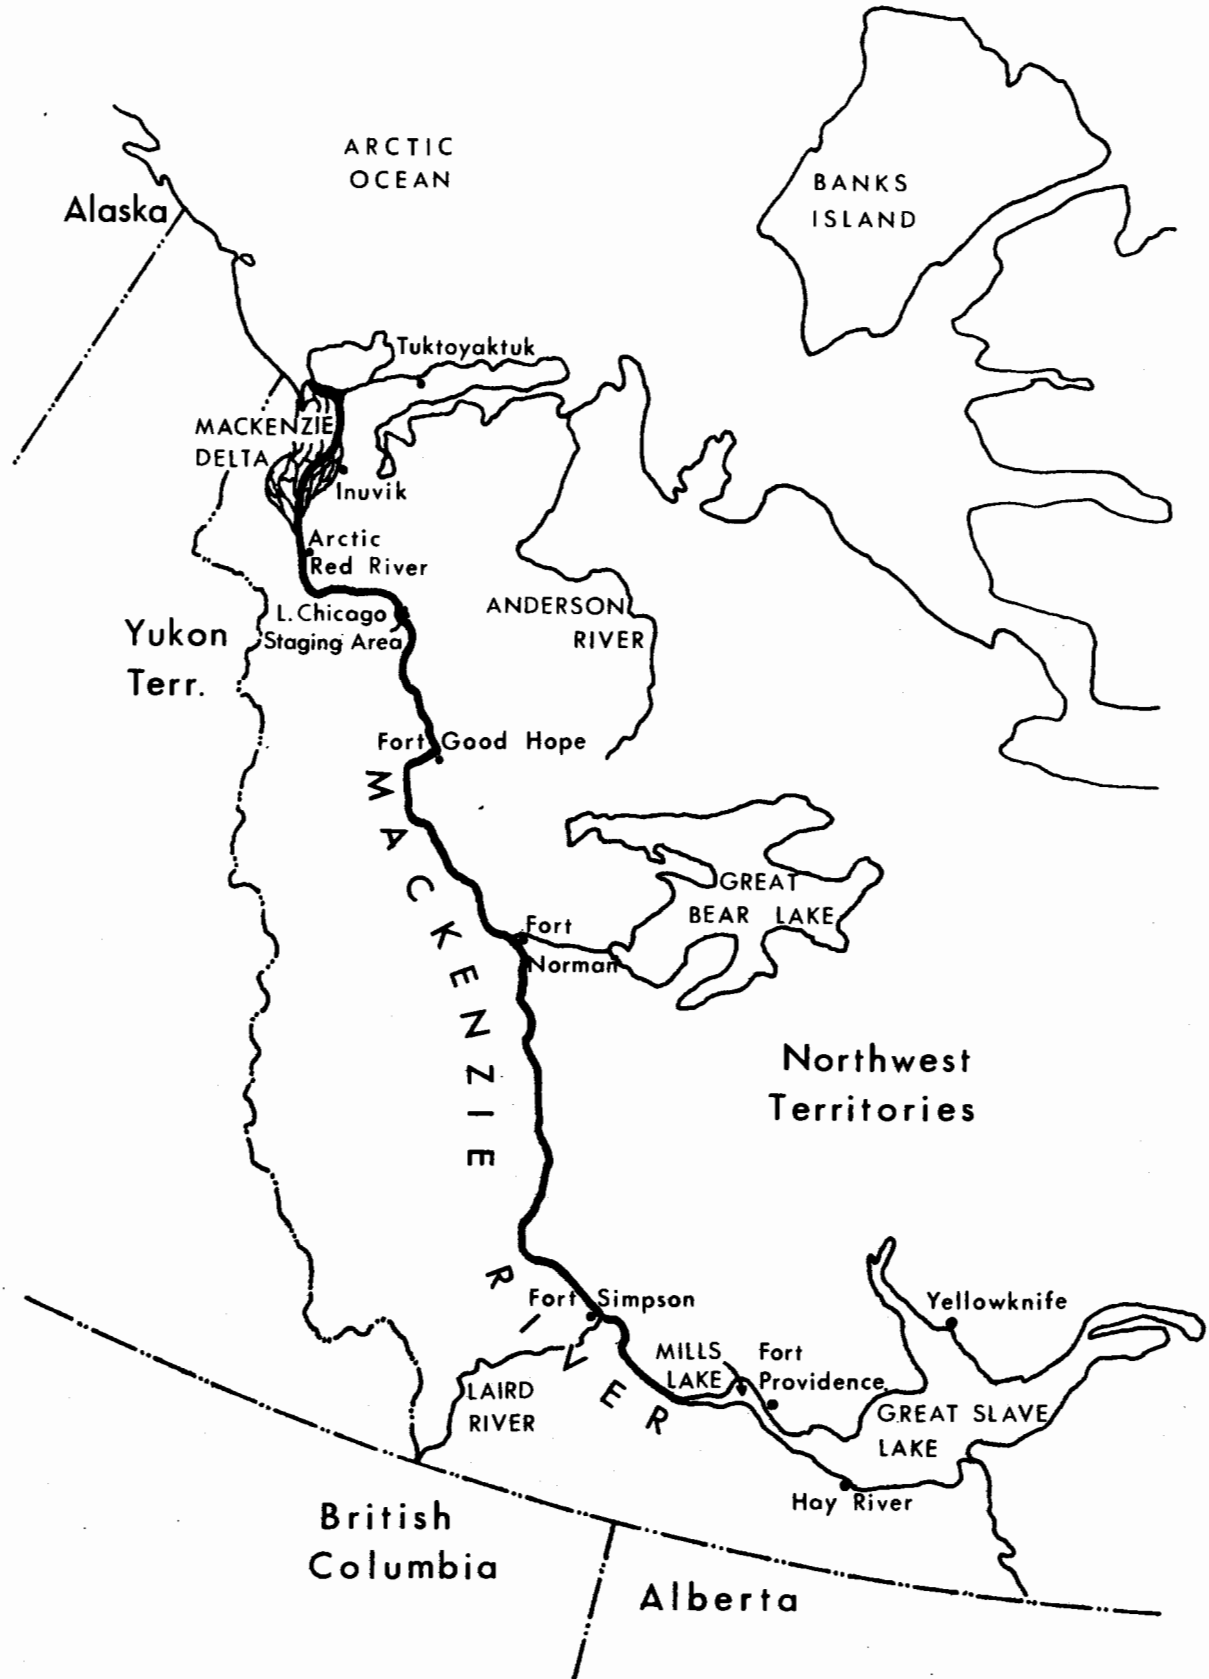 ARCTIC
OCEAN
BANKS
ISLAND
Alaska
Tuktoyaktuk
MACKENZIE
DELTA
Inuvik
Arctic
Red River
L. Chicago
Staging Area
ANDERSON
RIVER
Yukon
Terr.
Fort Good Hope
MACKENZIE RIVER
GREAT
BEAR LAKE
Fort
Norman
Northwest
Territories
Fort Simpson
Yellowknife
MILLS
LAKE
Fort
Providence
LAIRD
RIVER
GREAT SLAVE
LAKE
Hay River
British
Columbia
Alberta